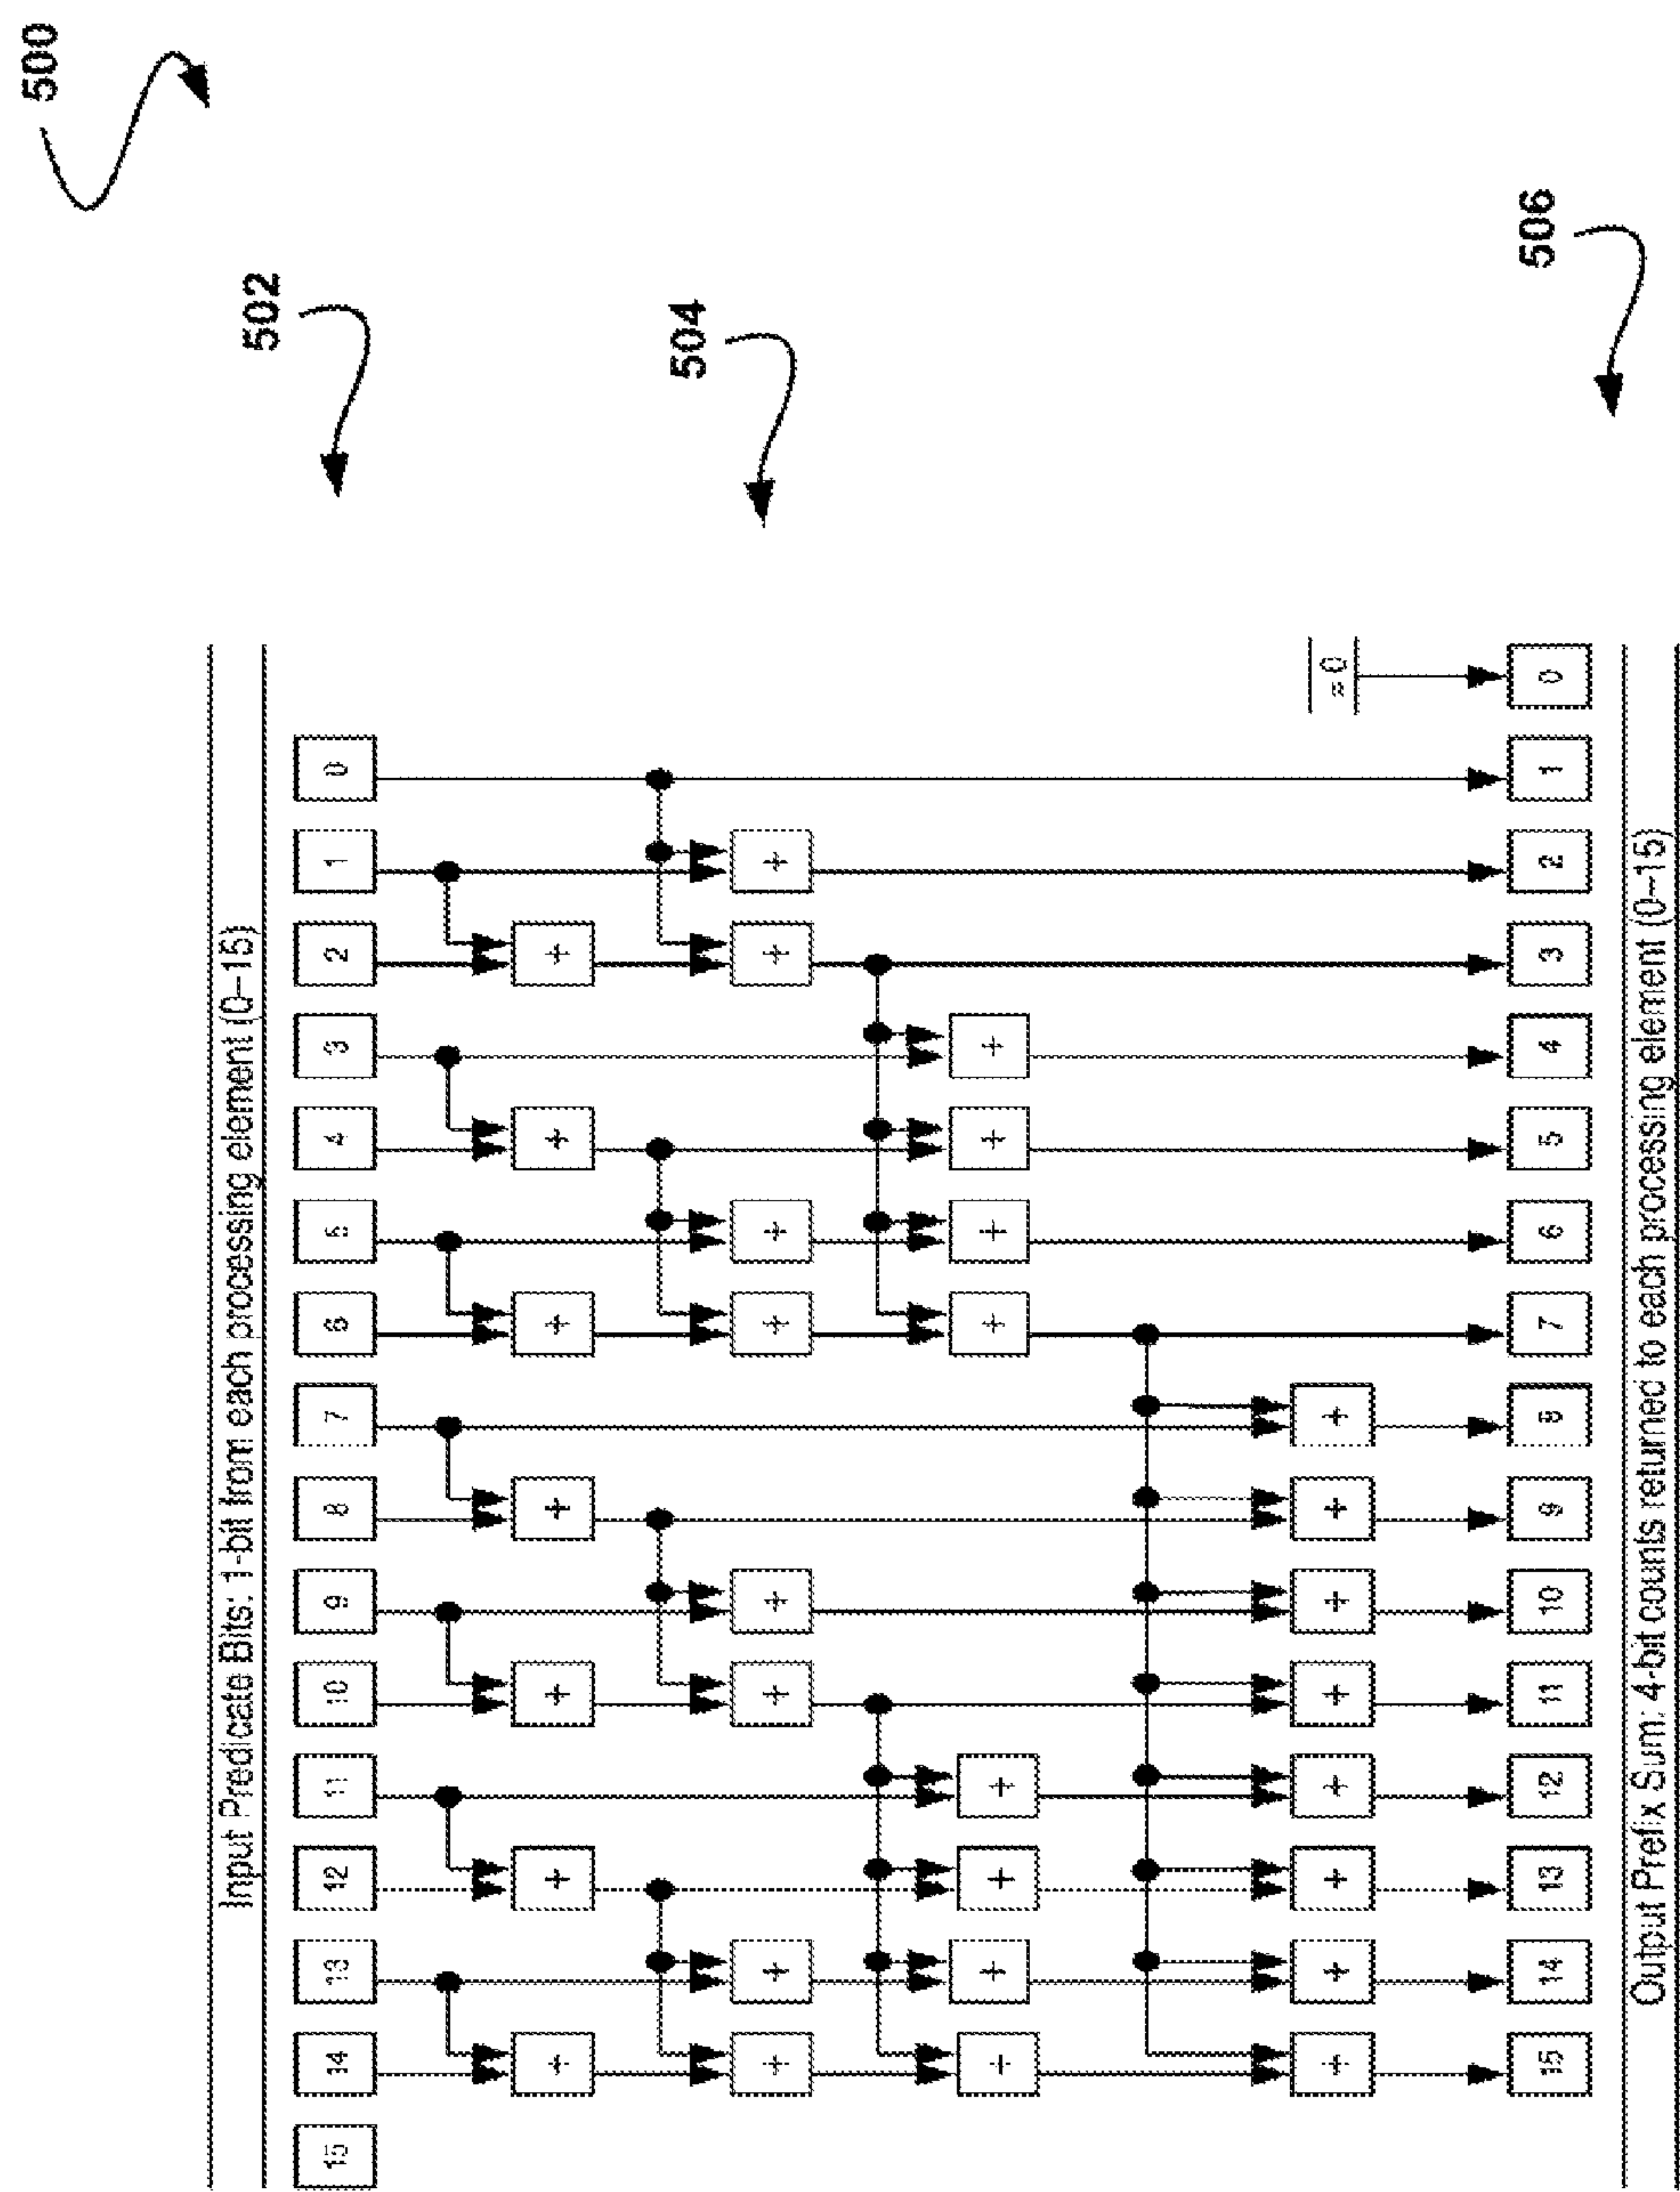 500
502
504
506
Input Predicate Bits: 1-bit from each processing element (0–15)
15 14 13 12 11 10 9 8 7 6 5 4 3 2 1 0
+ + + + + + +
+ + + + + + + +
+ + + + + + + +
+ + + + + + + +
=0
15 14 13 12 11 10 9 8 7 6 5 4 3 2 1 0
Output Prefix Sum: 4-bit counts returned to each processing element (0–15)